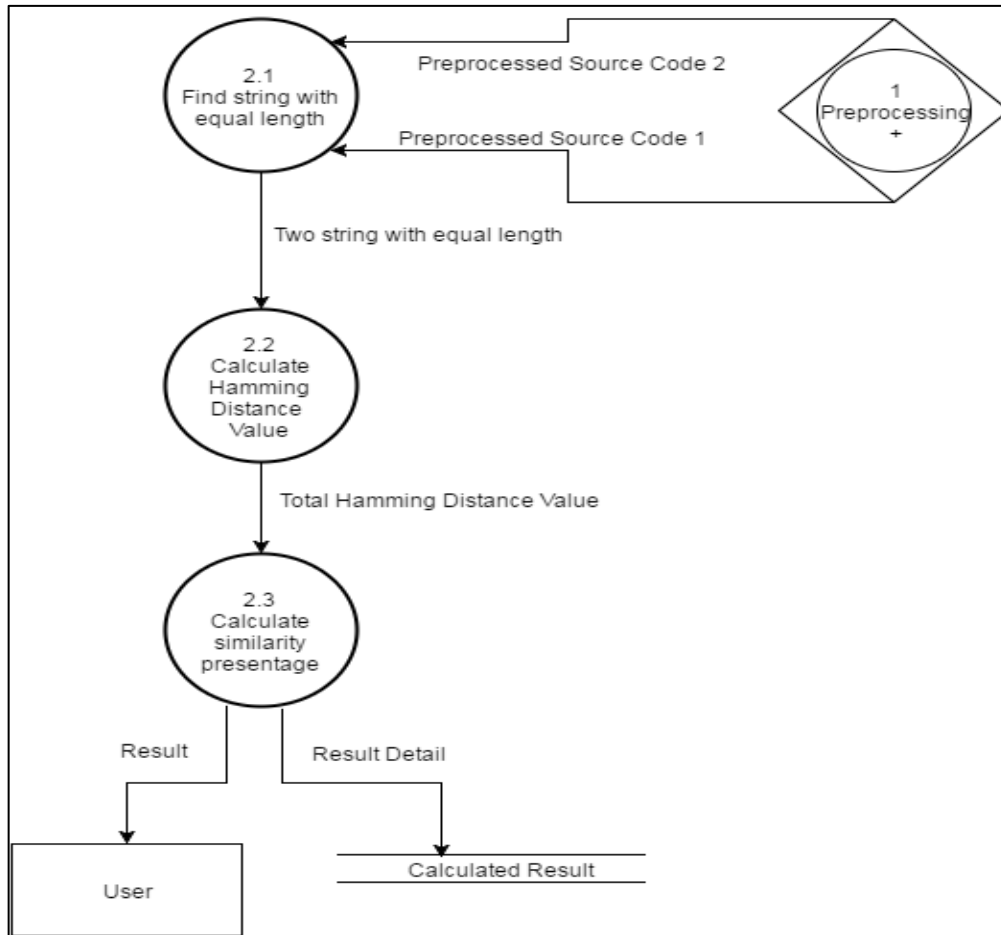 2.1
Find string with
equal length
Preprocessed Source Code 2
1
Preprocessing
+
Preprocessed Source Code 1
Two string with equal length
2.2
Calculate
Hamming
Distance
Value
Total Hamming Distance Value
2.3
Calculate
similarity
presentage
Result
Result Detail
User
Calculated Result